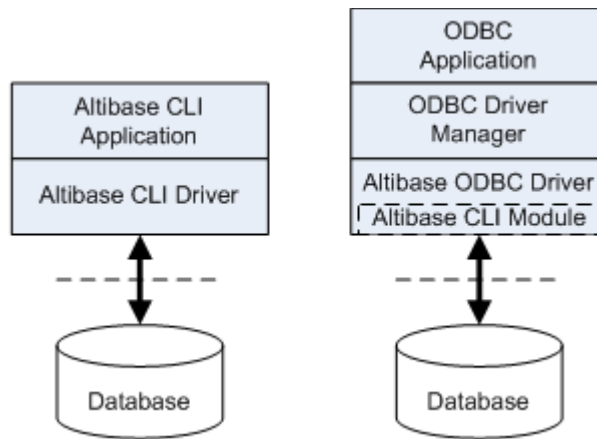 Altibase CLI
Application
Altibase CLI Driver
Database
ODBC
Application
ODBC Driver
Manager
Altibase ODBC Driver
Altibase CLI Module
Database